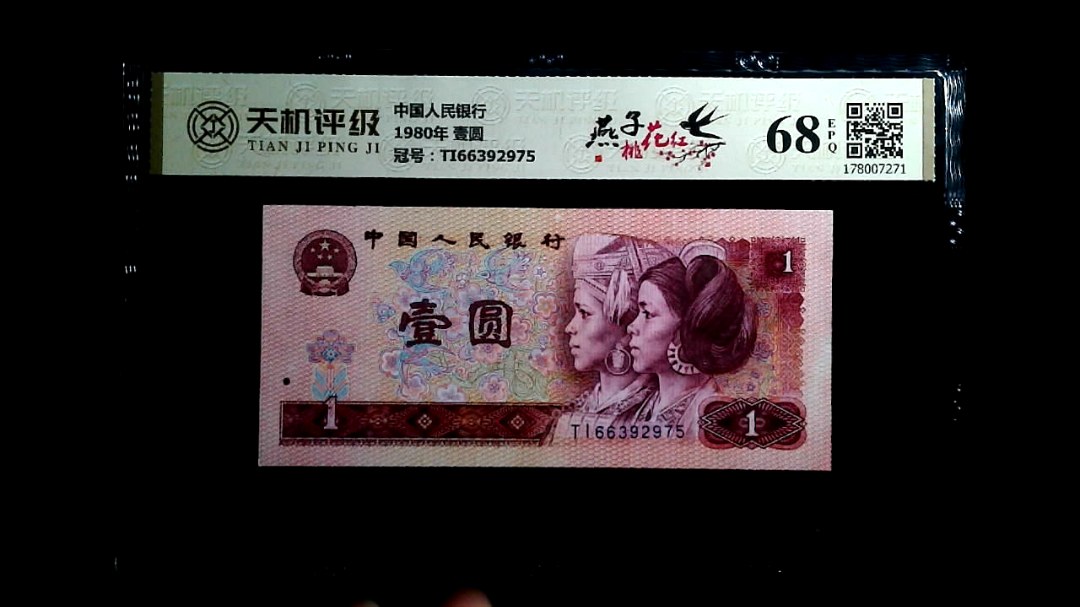 天机评级
TIAN JI PING JI
中国人民银行
1980年 壹圆
冠号：TI66392975
燕子
桃花红
68
EPQ
178007271
中国人民银行
1
壹圆
1
TI66392975
1